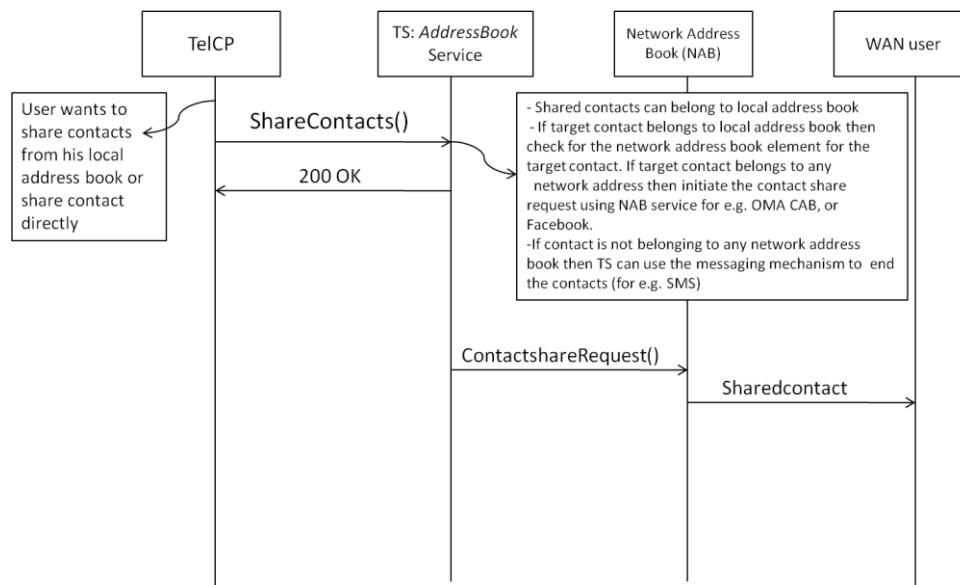 TelCP
TS: AddressBook
Service
Network Address
Book (NAB)
WAN user
User wants to
share contacts
from his local
address book or
share contact
directly
ShareContacts()
200 OK
- Shared contacts can belong to local address book
- If target contact belongs to local address book then
check for the network address book element for the
target contact. If target contact belongs to any
network address then initiate the contact share
request using NAB service for e.g. OMA CAB, or
Facebook.
-If contact is not belonging to any network address
book then TS can use the messaging mechanism to end
the contacts (for e.g. SMS)
ContactshareRequest()
Sharedcontact